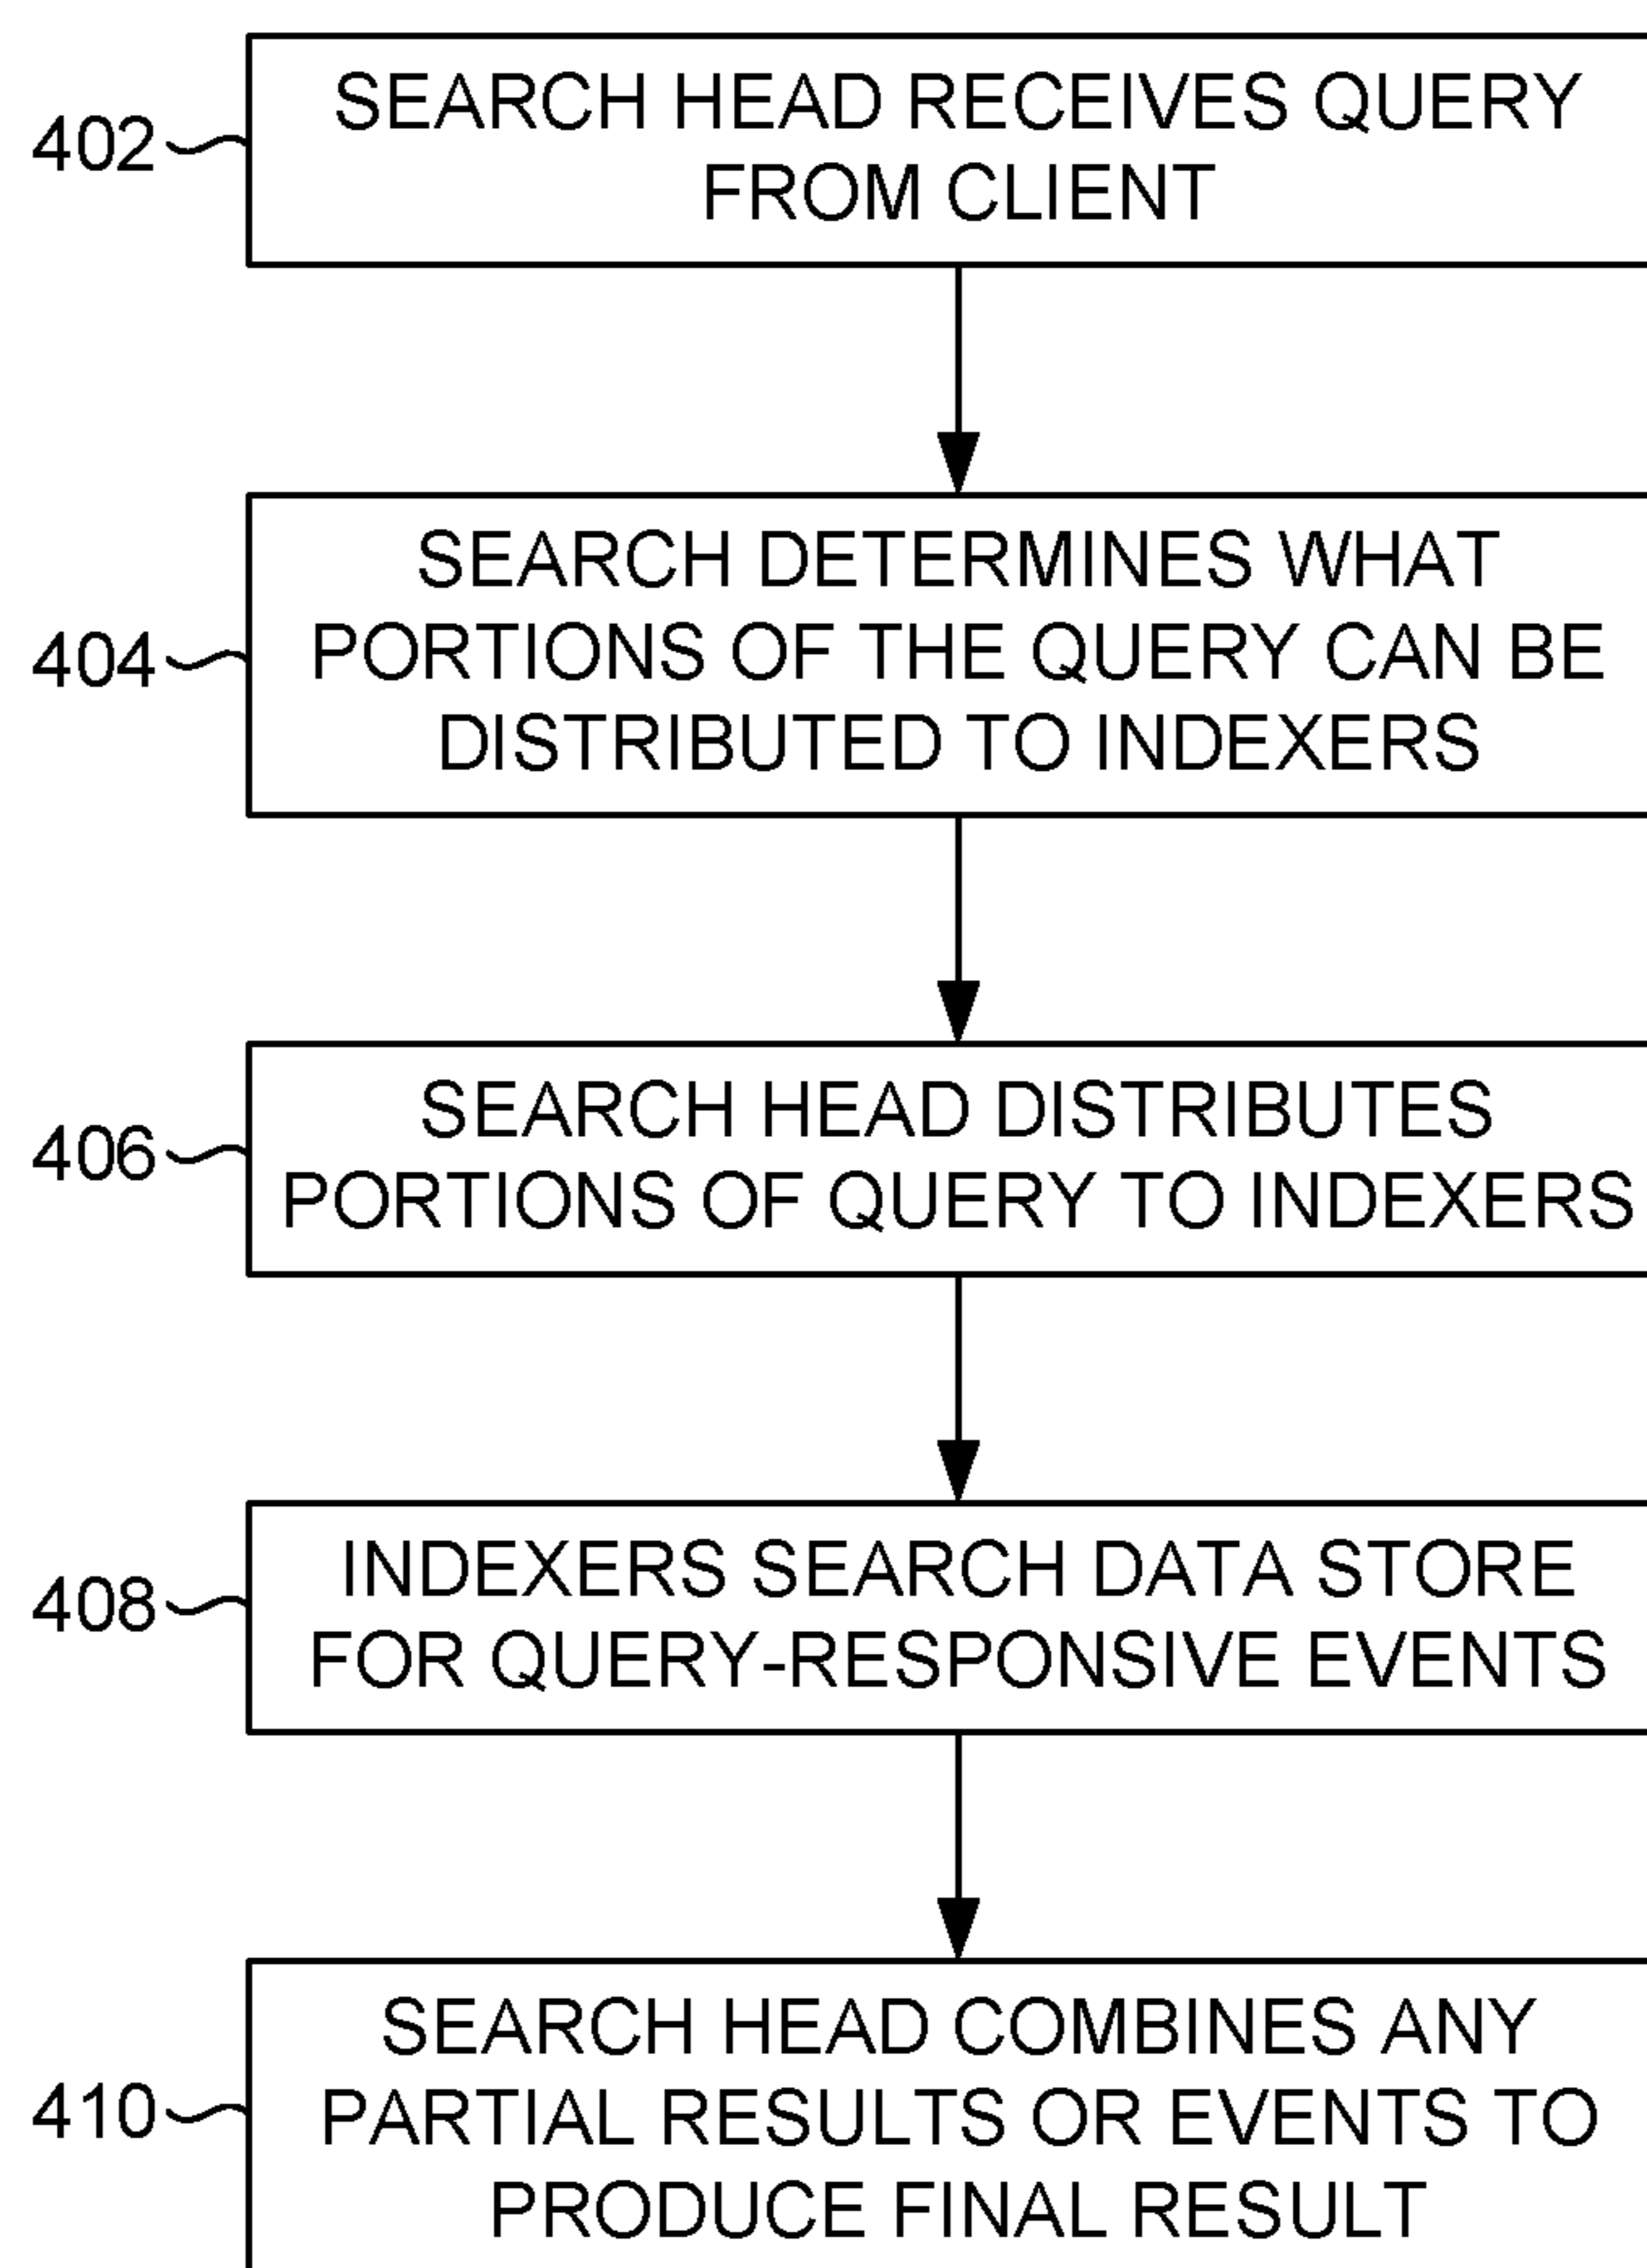 402
SEARCH HEAD RECEIVES QUERY
FROM CLIENT
404
SEARCH DETERMINES WHAT
PORTIONS OF THE QUERY CAN BE
DISTRIBUTED TO INDEXERS
406
SEARCH HEAD DISTRIBUTES
PORTIONS OF QUERY TO INDEXERS
408
INDEXERS SEARCH DATA STORE
FOR QUERY-RESPONSIVE EVENTS
410
SEARCH HEAD COMBINES ANY
PARTIAL RESULTS OR EVENTS TO
PRODUCE FINAL RESULT